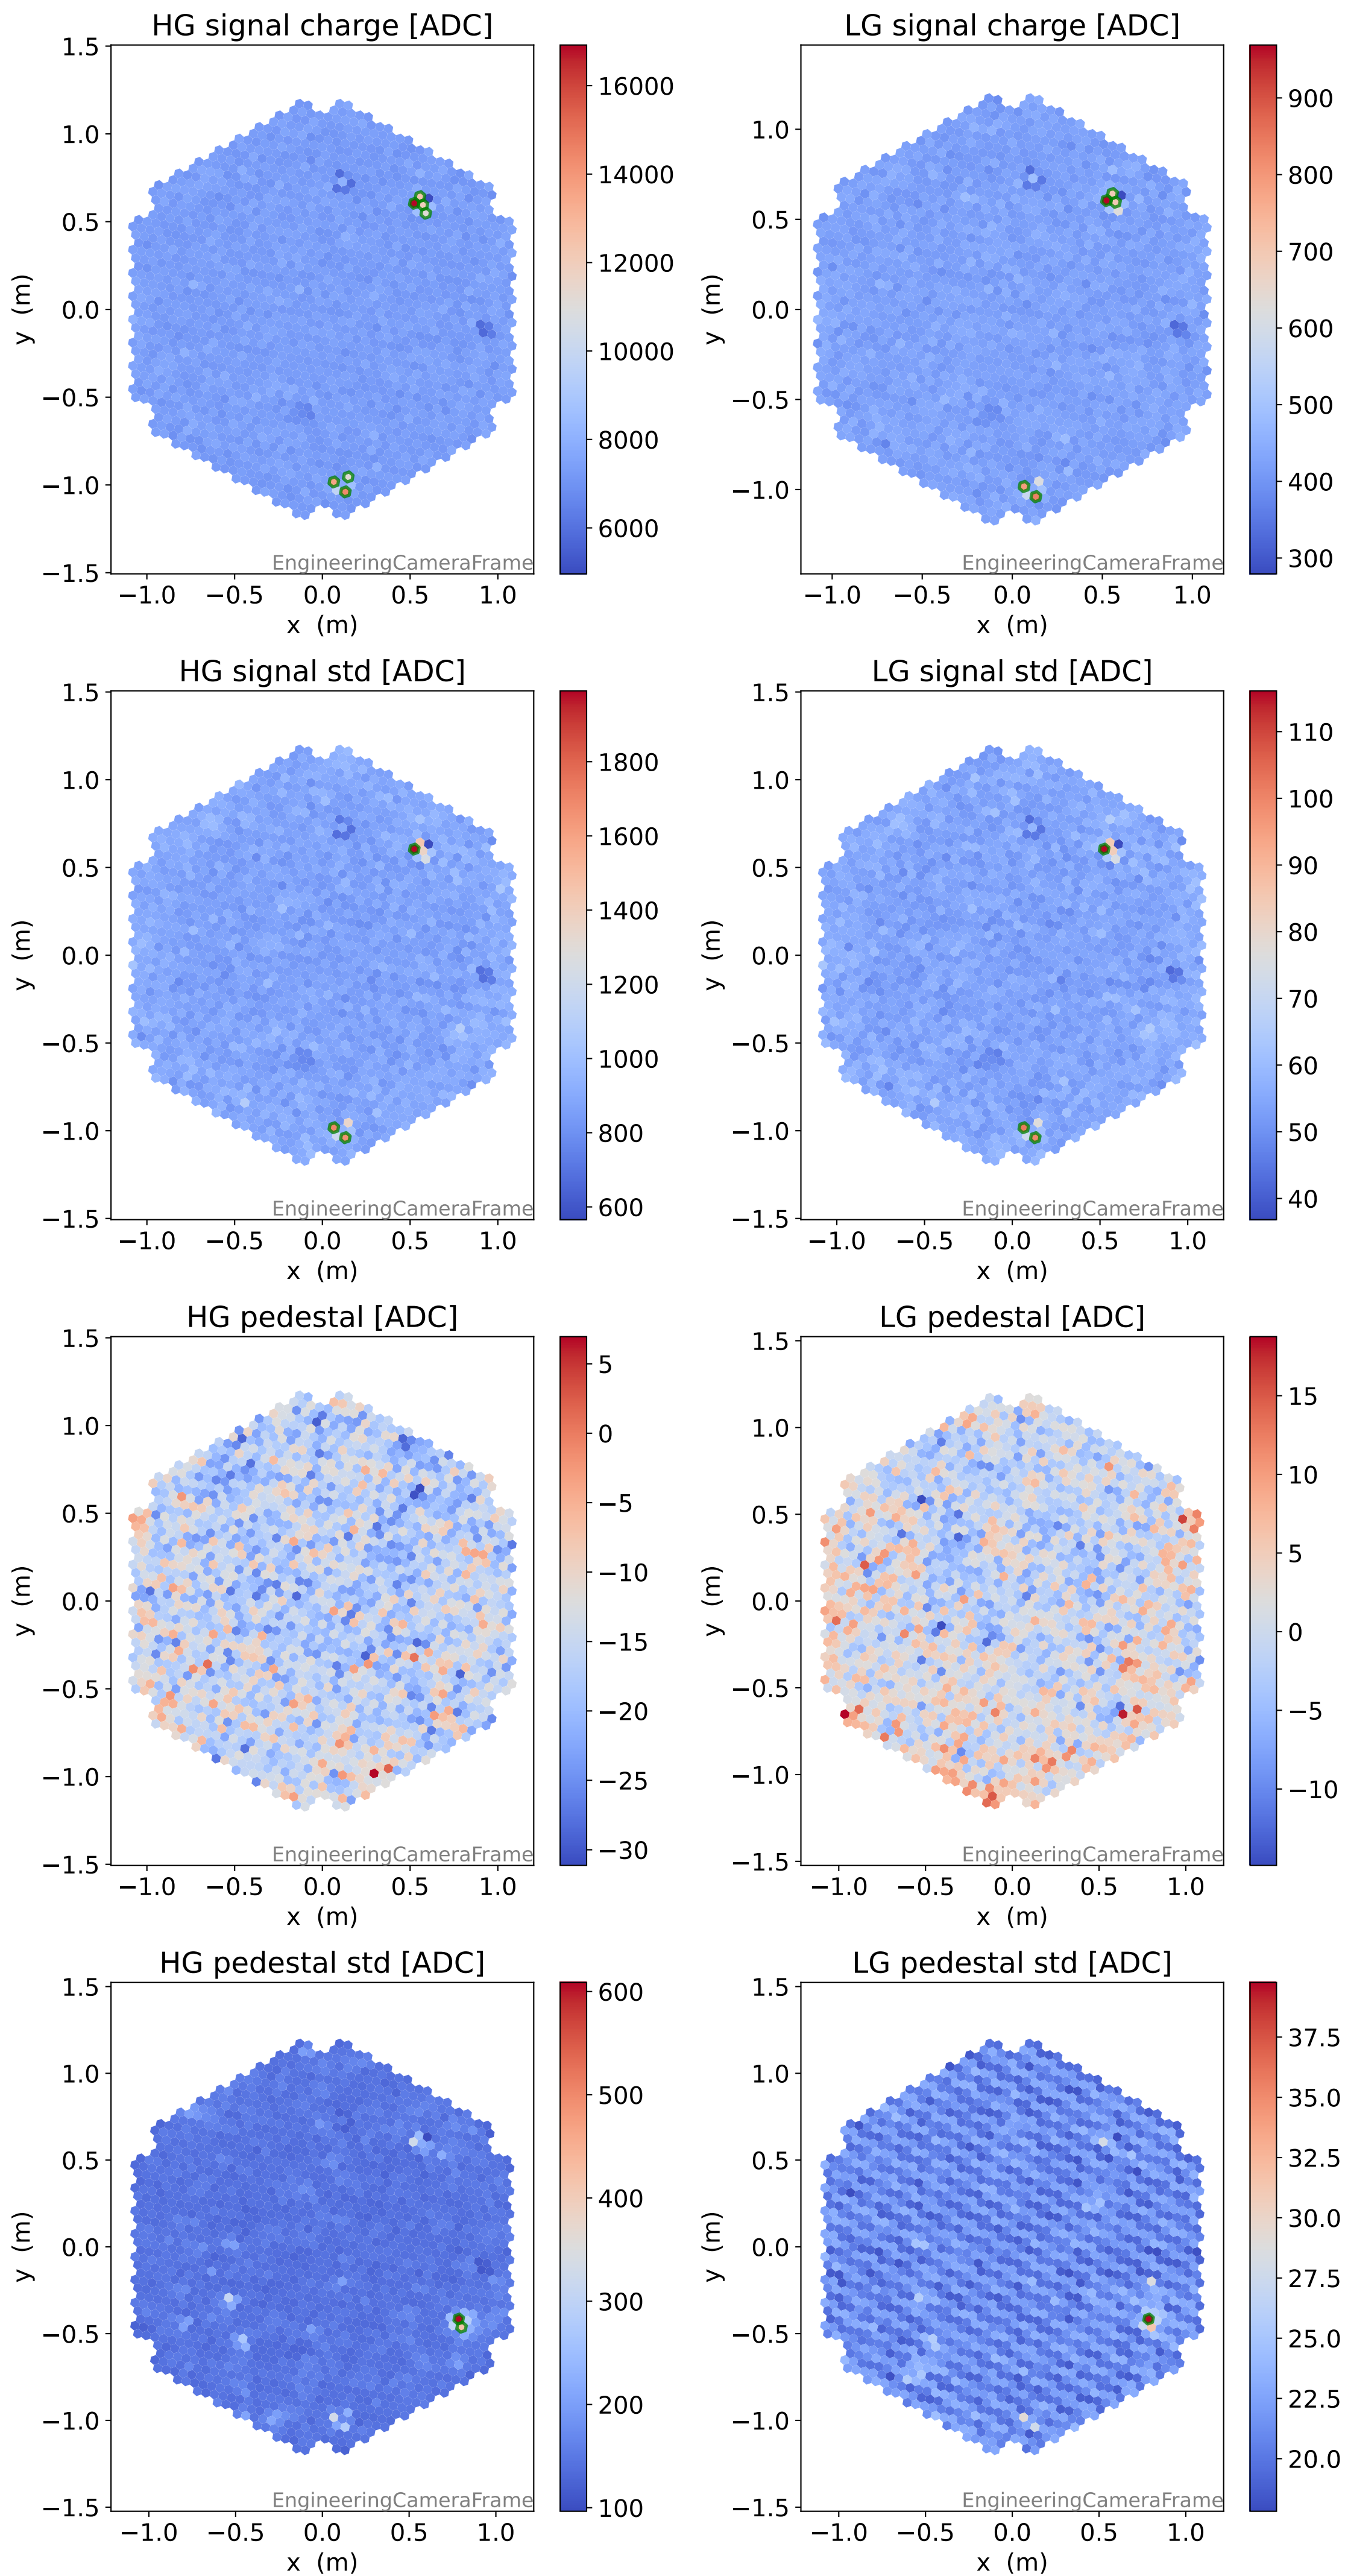 HG signal charge [ADC]
LG signal charge [ADC]
1.5
1.0
0.5
0.0
−0.5
−1.0
−1.5
y (m)
−1.0 −0.5 0.0 0.5 1.0
x (m)
EngineeringCameraFrame
16000
14000
12000
10000
8000
6000
1.0
0.5
0.0
−0.5
−1.0
y (m)
−1.0 −0.5 0.0 0.5 1.0
x (m)
EngineeringCameraFrame
900
800
700
600
500
400
300
HG signal std [ADC]
LG signal std [ADC]
1.5
1.0
0.5
0.0
−0.5
−1.0
−1.5
y (m)
−1.0 −0.5 0.0 0.5 1.0
x (m)
EngineeringCameraFrame
1800
1600
1400
1200
1000
800
600
1.5
1.0
0.5
0.0
−0.5
−1.0
−1.5
y (m)
−1.0 −0.5 0.0 0.5 1.0
x (m)
EngineeringCameraFrame
110
100
90
80
70
60
50
40
HG pedestal [ADC]
LG pedestal [ADC]
1.5
1.0
0.5
0.0
−0.5
−1.0
−1.5
y (m)
−1.0 −0.5 0.0 0.5 1.0
x (m)
EngineeringCameraFrame
5
0
−5
−10
−15
−20
−25
−30
1.5
1.0
0.5
0.0
−0.5
−1.0
−1.5
y (m)
−1.0 −0.5 0.0 0.5 1.0
x (m)
EngineeringCameraFrame
15
10
5
0
−5
−10
HG pedestal std [ADC]
LG pedestal std [ADC]
1.5
1.0
0.5
0.0
−0.5
−1.0
−1.5
y (m)
−1.0 −0.5 0.0 0.5 1.0
x (m)
EngineeringCameraFrame
600
500
400
300
200
100
1.5
1.0
0.5
0.0
−0.5
−1.0
−1.5
y (m)
−1.0 −0.5 0.0 0.5 1.0
x (m)
EngineeringCameraFrame
37.5
35.0
32.5
30.0
27.5
25.0
22.5
20.0